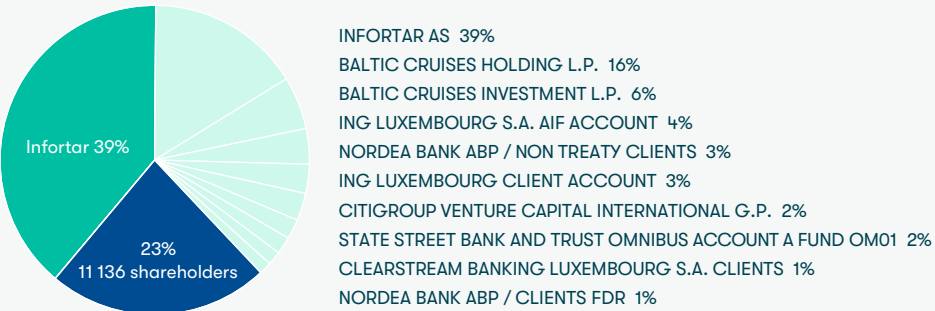 INFORTAR AS 39%
BALTIC CRUISES HOLDING L.P. 16%
BALTIC CRUISES INVESTMENT L.P. 6%
ING LUXEMBOURG S.A. AIF ACCOUNT 4%
NORDEA BANK ABP / NON TREATY CLIENTS 3%
ING LUXEMBOURG CLIENT ACCOUNT 3%
CITIGROUP VENTURE CAPITAL INTERNATIONAL G.P. 2%
STATE STREET BANK AND TRUST OMNIBUS ACCOUNT A FUND OM01 2%
CLEARSTREAM BANKING LUXEMBOURG S.A. CLIENTS 1%
NORDEA BANK ABP / CLIENTS FDR 1%
Infortar 39%
23%
11 136 shareholders